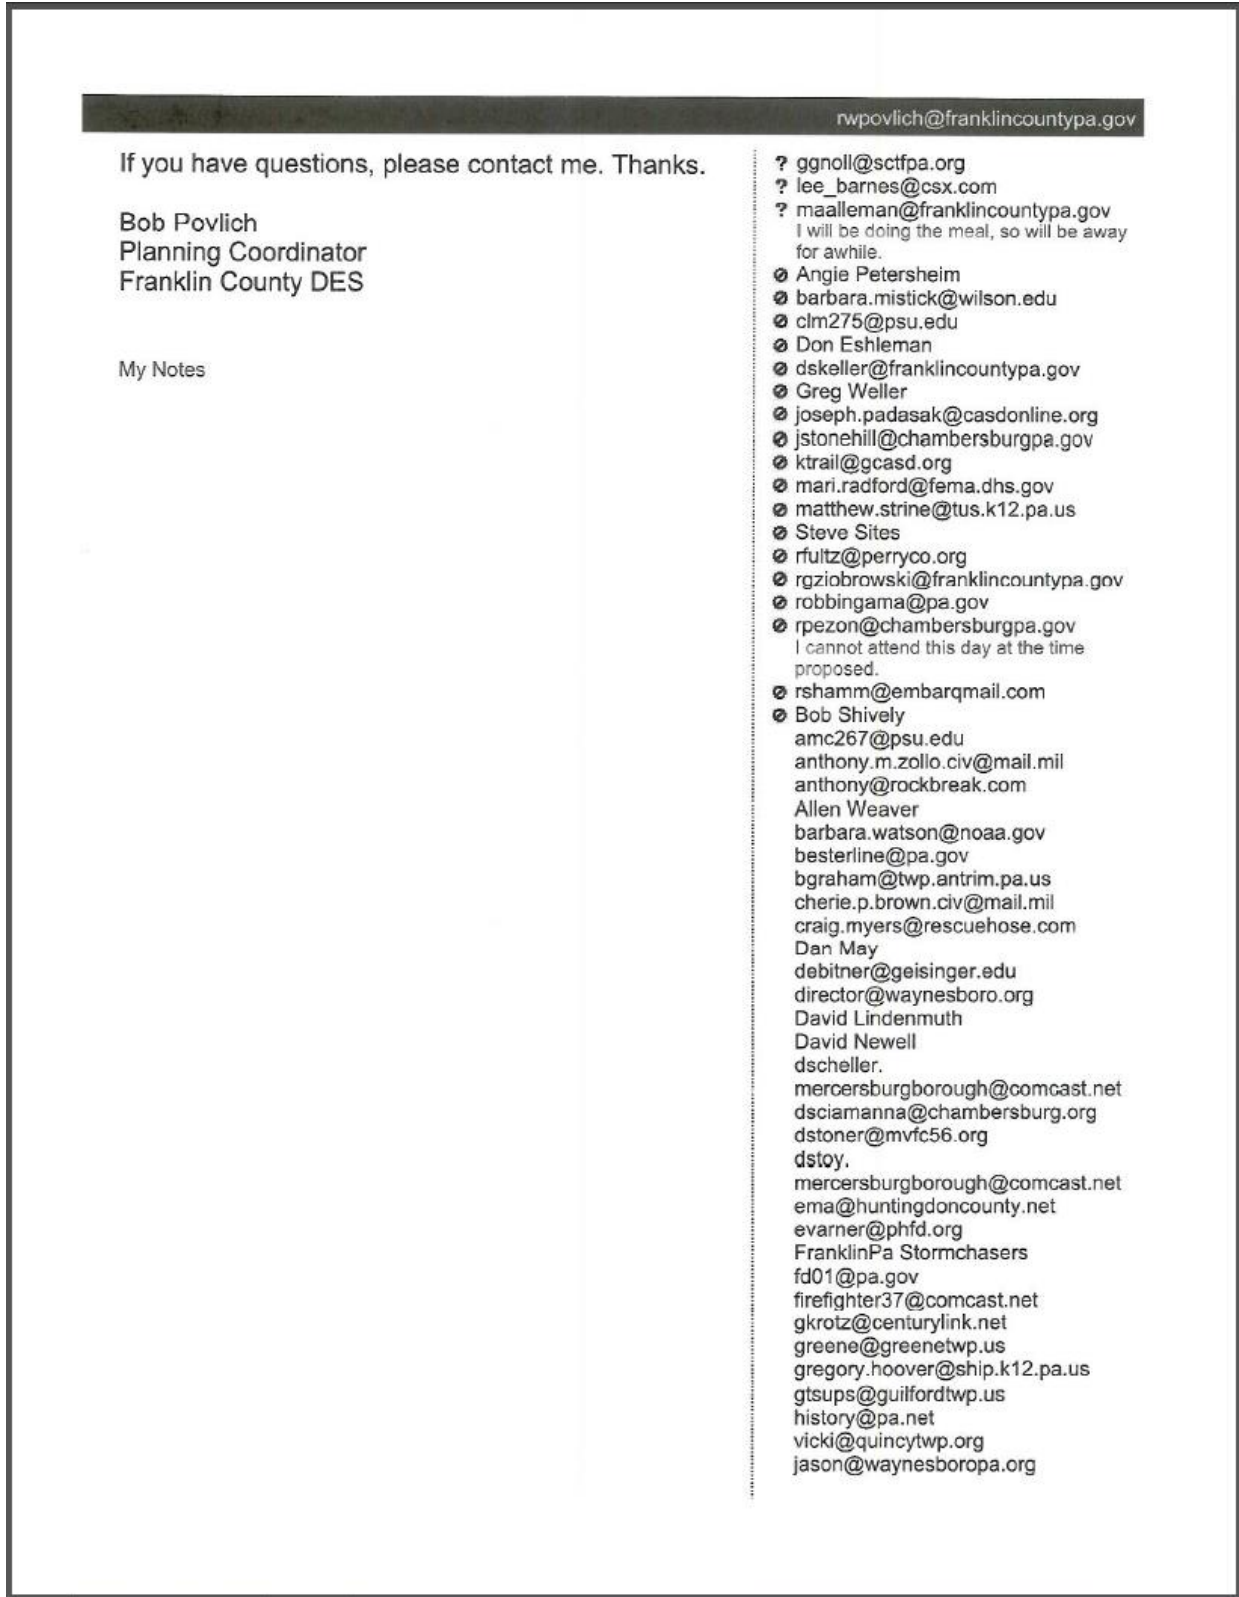 rwpovlich@franklincountypa.gov
If you have questions, please contact me. Thanks.
Bob Povlich
Planning Coordinator
Franklin County DES
My Notes
? ggnoll@sctfpa.org
? lee_barnes@csx.com
? maalleman@franklincountypa.gov
I will be doing the meal, so will be away
for awhile.
⊘ Angie Petersheim
⊘ barbara.mistick@wilson.edu
⊘ clm275@psu.edu
⊘ Don Eshleman
⊘ dskeller@franklincountypa.gov
⊘ Greg Weller
⊘ joseph.padasak@casdonline.org
⊘ jstonehill@chambersburgpa.gov
⊘ ktrail@gcasd.org
⊘ mari.radford@fema.dhs.gov
⊘ matthew.strine@tus.k12.pa.us
⊘ Steve Sites
⊘ rfultz@perryco.org
⊘ rgziobrowski@franklincountypa.gov
⊘ robbingama@pa.gov
⊘ rpezon@chambersburgpa.gov
I cannot attend this day at the time
proposed.
⊘ rshamm@embarqmail.com
⊘ Bob Shively
amc267@psu.edu
anthony.m.zollo.civ@mail.mil
anthony@rockbreak.com
Allen Weaver
barbara.watson@noaa.gov
besterline@pa.gov
bgraham@twp.antrim.pa.us
cherie.p.brown.civ@mail.mil
craig.myers@rescuehose.com
Dan May
debitner@geisinger.edu
director@waynesboro.org
David Lindenmuth
David Newell
dscheller.
mercersburgborough@comcast.net
dsciamanna@chambersburg.org
dstoner@mvfc56.org
dstoy.
mercersburgborough@comcast.net
ema@huntingdoncounty.net
evarner@phfd.org
FranklinPa Stormchasers
fd01@pa.gov
firefighter37@comcast.net
gkrotz@centurylink.net
greene@greenetwp.us
gregory.hoover@ship.k12.pa.us
gtsups@guilfordtwp.us
history@pa.net
vicki@quincytwp.org
jason@waynesboropa.org